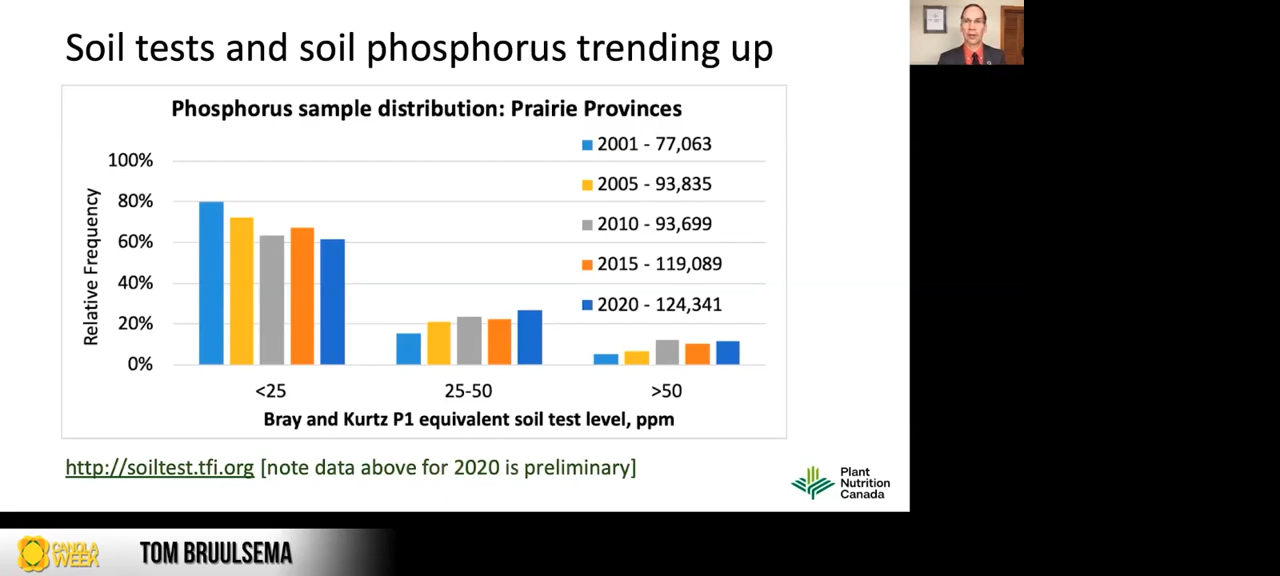 Soil tests and soil phosphorus trending up
Phosphorus sample distribution: Prairie Provinces
2001 - 77,063
2005 - 93,835
2010 - 93,699
2015 - 119,089
2020 - 124,341
Relative Frequency
100%
80%
60%
40%
20%
0%
<25
25-50
>50
Bray and Kurtz P1 equivalent soil test level, ppm
http://soiltest.tfi.org [note data above for 2020 is preliminary]
Plant
Nutrition
Canada
CANOLA
WEEK
TOM BRUULSEMA